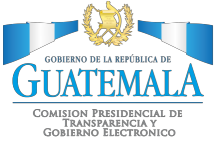 GOBIERNO DE LA REPÚBLICA DE
GUATEMALA
COMISION PRESIDENCIAL DE
TRANSPARENCIA Y
GOBIERNO ELECTRONICO